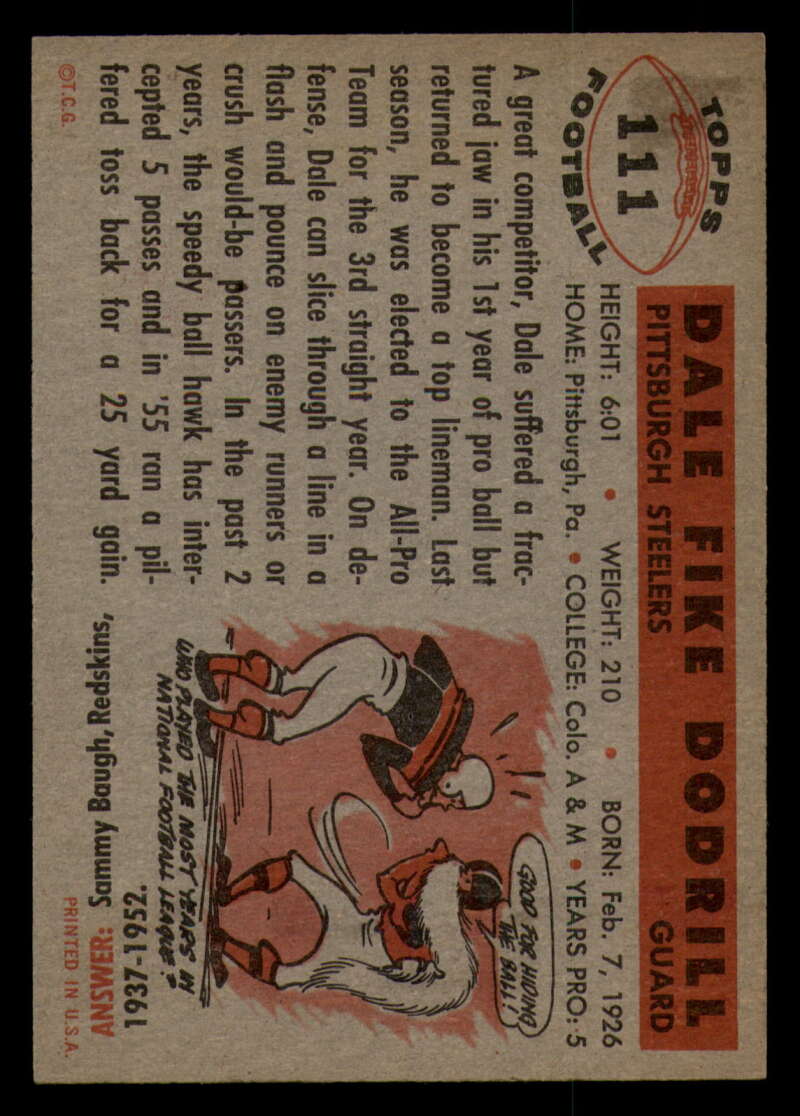 TOPPS
111
FOOTBALL
DALE FIKE DODRILL
PITTSBURGH STEELERS GUARD
HEIGHT: 6:01 • WEIGHT: 210 • BORN: Feb. 7, 1926
HOME: Pittsburgh, Pa. • COLLEGE: Colo. A & M • YEARS PRO: 5
A great competitor, Dale suffered a frac-
tured jaw in his 1st year of pro ball but
returned to become a top lineman. Last
season, he was elected to the All-Pro
Team for the 3rd straight year. On de-
fense, Dale can slice through a line in a
flash and pounce on enemy runners or
crush would-be passers. In the past 2
years, the speedy ball hawk has inter-
cepted 5 passes and in '55 ran a pil-
fered toss back for a 25 yard gain.
©T.C.G.
GOOD FOR HIDING
THE BALL!
WHO PLAYED THE MOST YEARS IN
NATIONAL FOOTBALL LEAGUE?
ANSWER: Sammy Baugh, Redskins,
1937-1952.
PRINTED IN U.S.A.